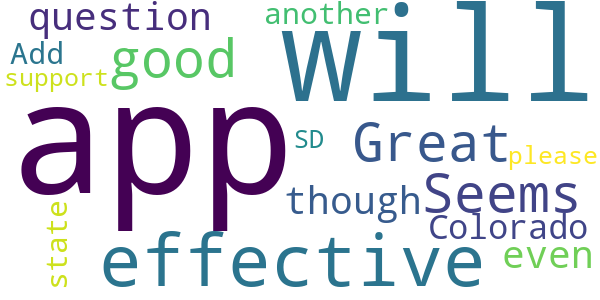 question
another
will
Add
good
support
app
Great
SD
please
though
Seems
Colorado
state
effective
even